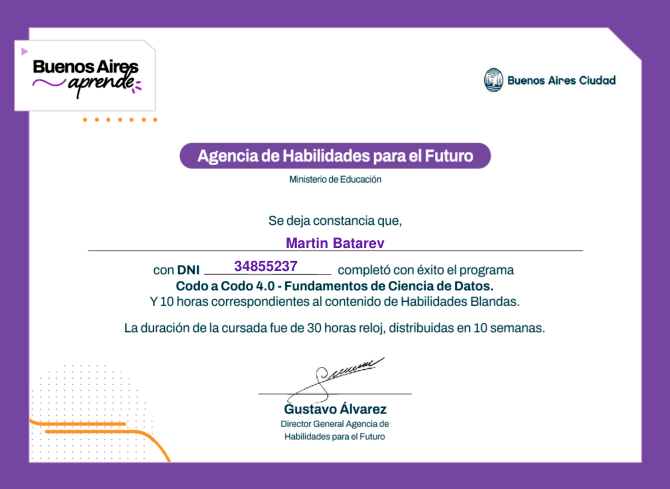 Buenos Aires
aprende
Buenos Aires Ciudad
Agencia de Habilidades para el Futuro
Ministerio de Educación
Se deja constancia que,
Martin Batarev
con DNI 34855237 completó con éxito el programa
Codo a Codo 4.0 - Fundamentos de Ciencia de Datos.
Y 10 horas correspondientes al contenido de Habilidades Blandas.
La duración de la cursada fue de 30 horas reloj, distribuidas en 10 semanas.
Gustavo Álvarez
Director General Agencia de
Habilidades para el Futuro